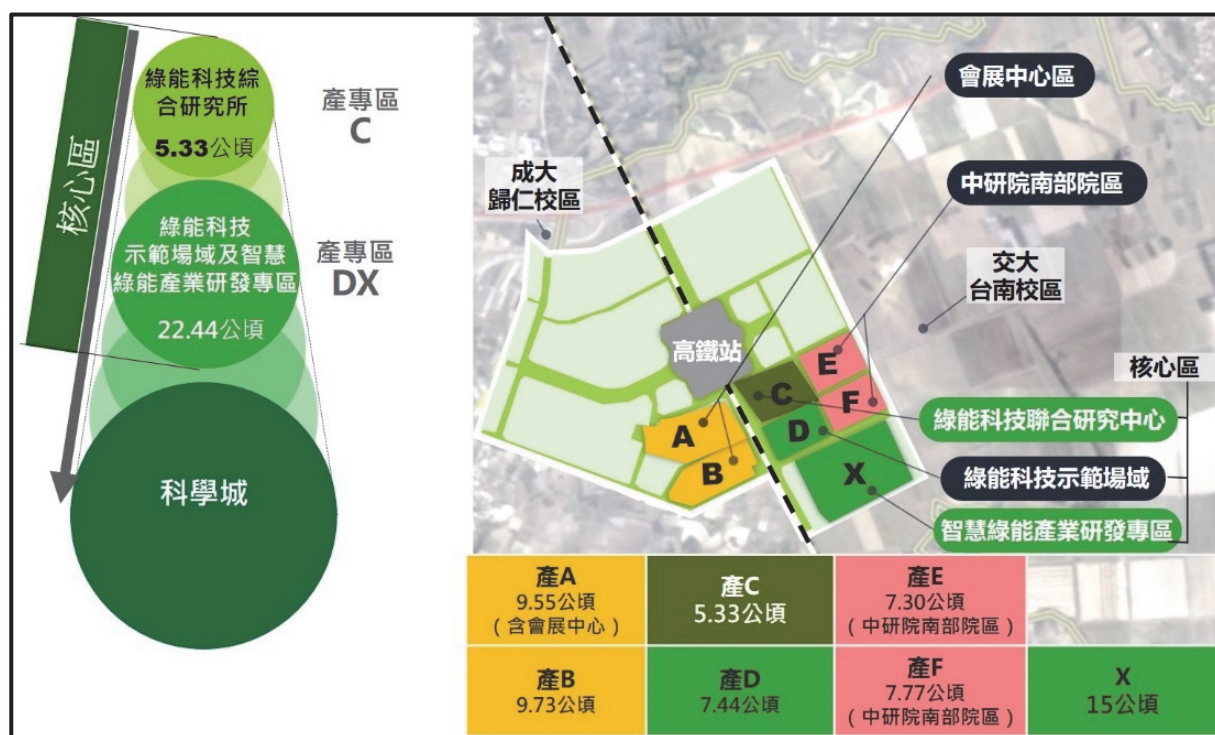 核心區
綠能科技綜
合研究所
5.33公頃
產專區
C
綠能科技
示範場域及智慧
綠能產業研發專區
22.44公頃
產專區
DX
科學城
會展中心區
成大
歸仁校區
中研院南部院區
交大
台南校區
高鐵站
核心區
A
B
C
D
E
F
X
綠能科技聯合研究中心
綠能科技示範場域
智慧綠能產業研發專區
產A
9.55公頃
(含會展中心)
產C
5.33公頃
產E
7.30公頃
(中研院南部院區)
產B
9.73公頃
產D
7.44公頃
產F
7.77公頃
(中研院南部院區)
X
15公頃